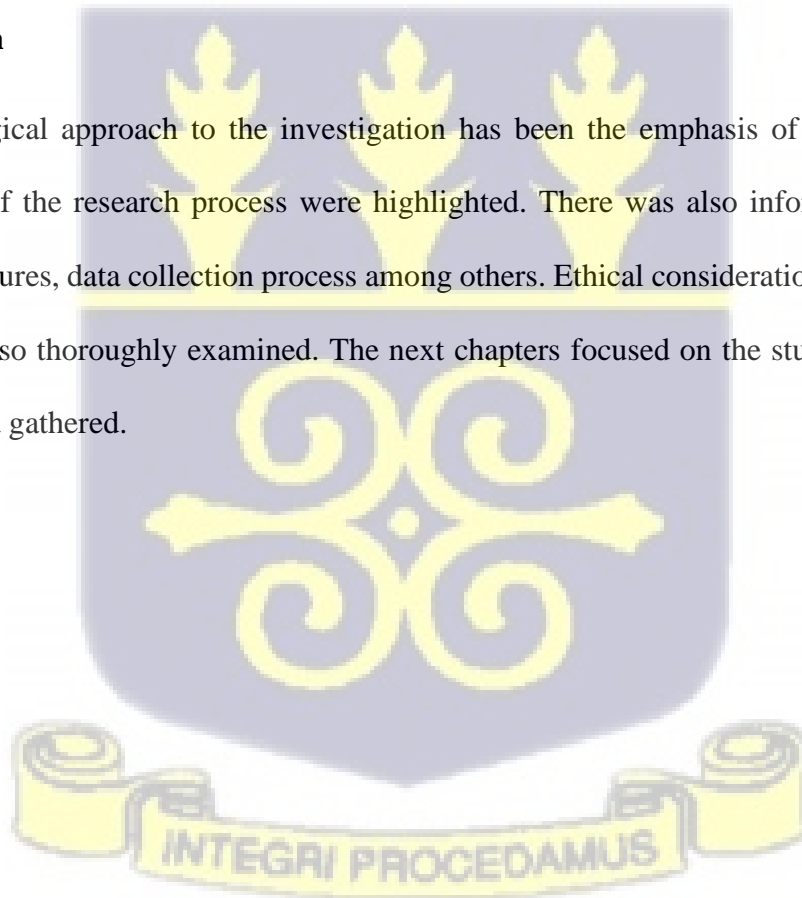 gical approach to the investigation has been the emphasis of
f the research process were highlighted. There was also infor
ures, data collection process among others. Ethical consideration
so thoroughly examined. The next chapters focused on the stu
gathered.
INTEGRI PROCEDAMUS